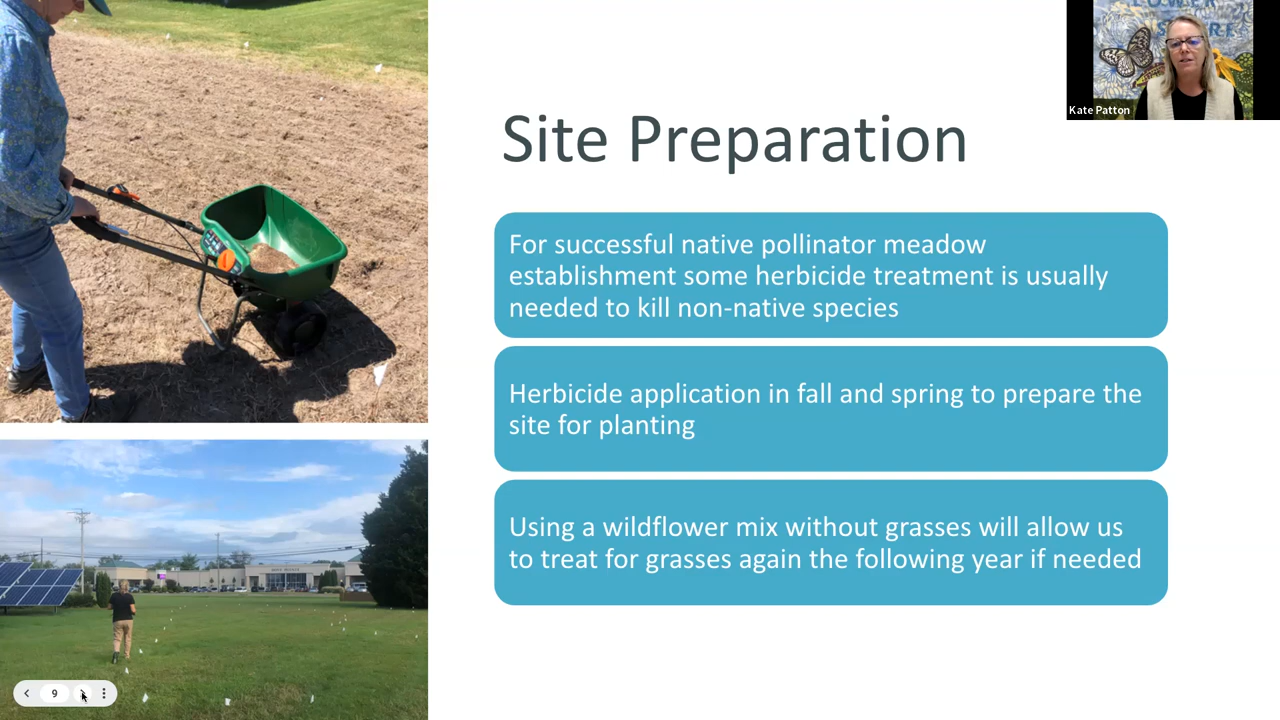 LOWER
SHORE
Kate Patton
Site Preparation
For successful native pollinator meadow
establishment some herbicide treatment is usually
needed to kill non-native species
Herbicide application in fall and spring to prepare the
site for planting
Using a wildflower mix without grasses will allow us
to treat for grasses again the following year if needed
9